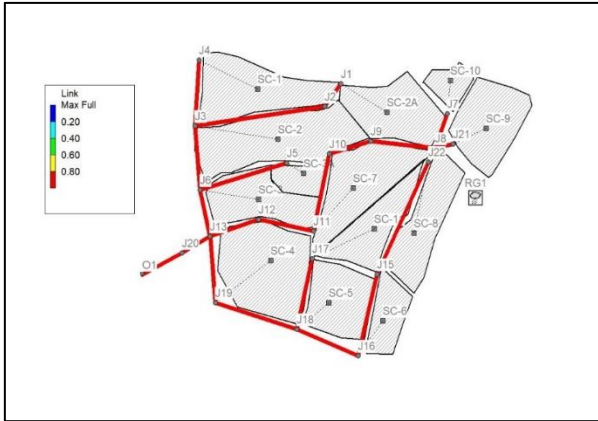 Link
Max Full
0.20
0.40
0.60
0.80
J4
SC-1
J1
J2
SC-2A
SC-10
J7
J3
SC-2
J10
J9
J8
J21
SC-9
J22
J5
J6
SC-3
SC-7
RG1
J12
J13
J11
SC-8
J17
J20
O1
SC-4
J15
J19
SC-5
J18
SC-6
J16